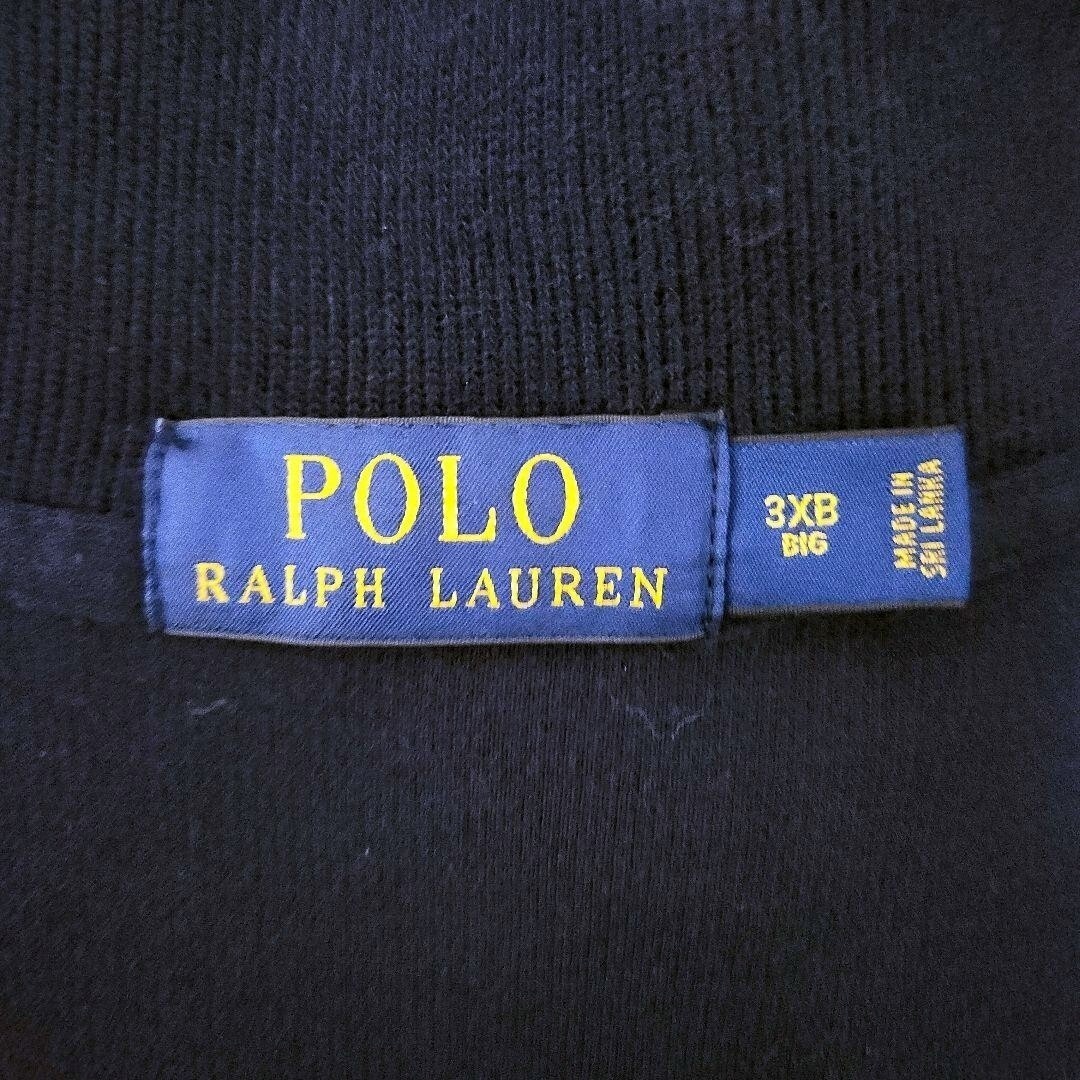 POLO
RALPH LAUREN
3XB
BIG
MADE IN
SRI LANKA